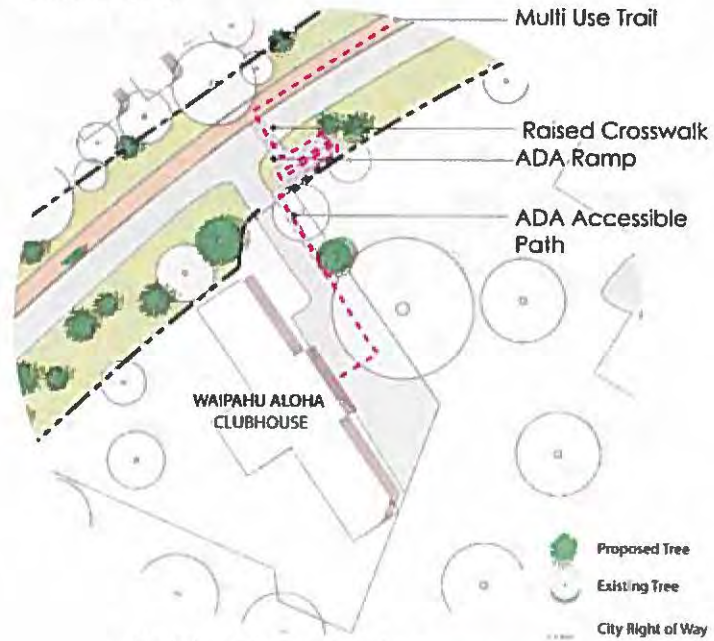 Multi Use Trail
Raised Crosswalk
ADA Ramp
ADA Accessible
Path
WAIPAHU ALOHA
CLUBHOUSE
Proposed Tree
Existing Tree
City Right of Way